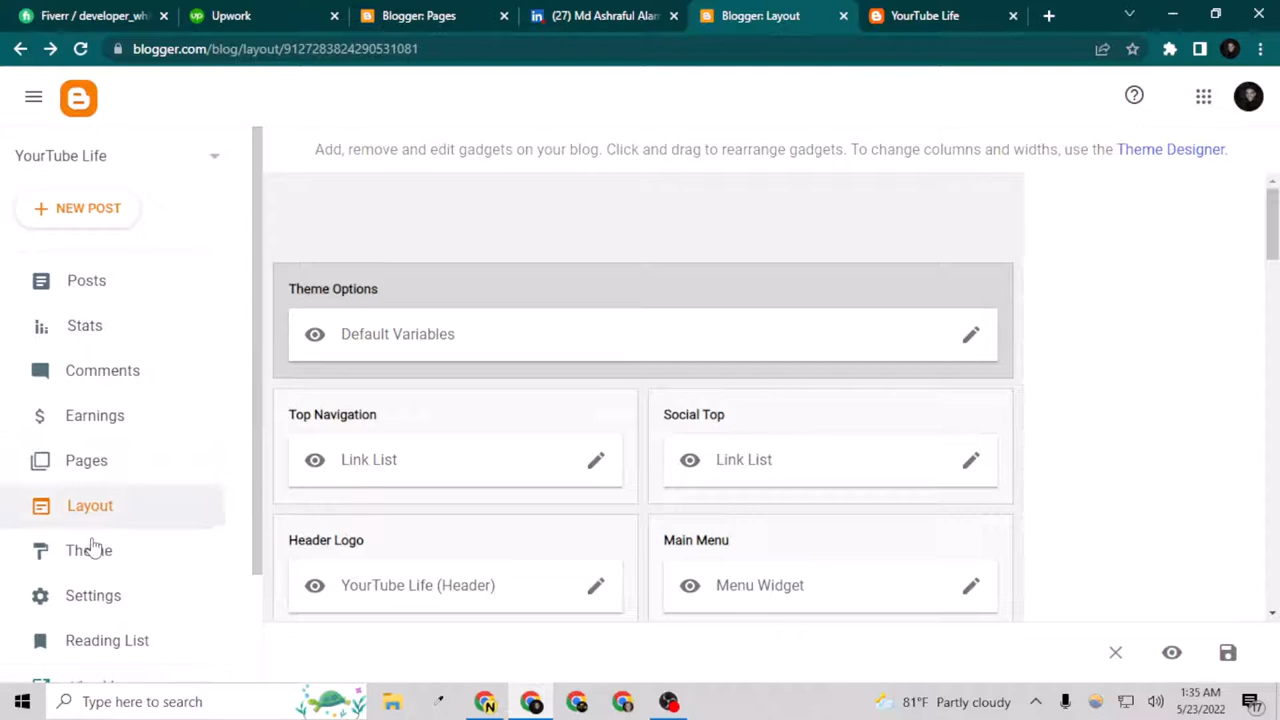 Fiverr / developer_whi
Upwork
Blogger: Pages
(27) Md Ashraful Alam
Blogger: Layout
YourTube Life
blogger.com/blog/layout/9127283824290531081
YourTube Life
Add, remove and edit gadgets on your blog. Click and drag to rearrange gadgets. To change columns and widths, use the Theme Designer.
NEW POST
Posts
Stats
Comments
Earnings
Pages
Layout
Theme
Settings
Reading List
Theme Options
Default Variables
Top Navigation
Link List
Social Top
Link List
Header Logo
YourTube Life (Header)
Main Menu
Menu Widget
Type here to search
81°F Partly cloudy
1:35 AM
5/23/2022
17